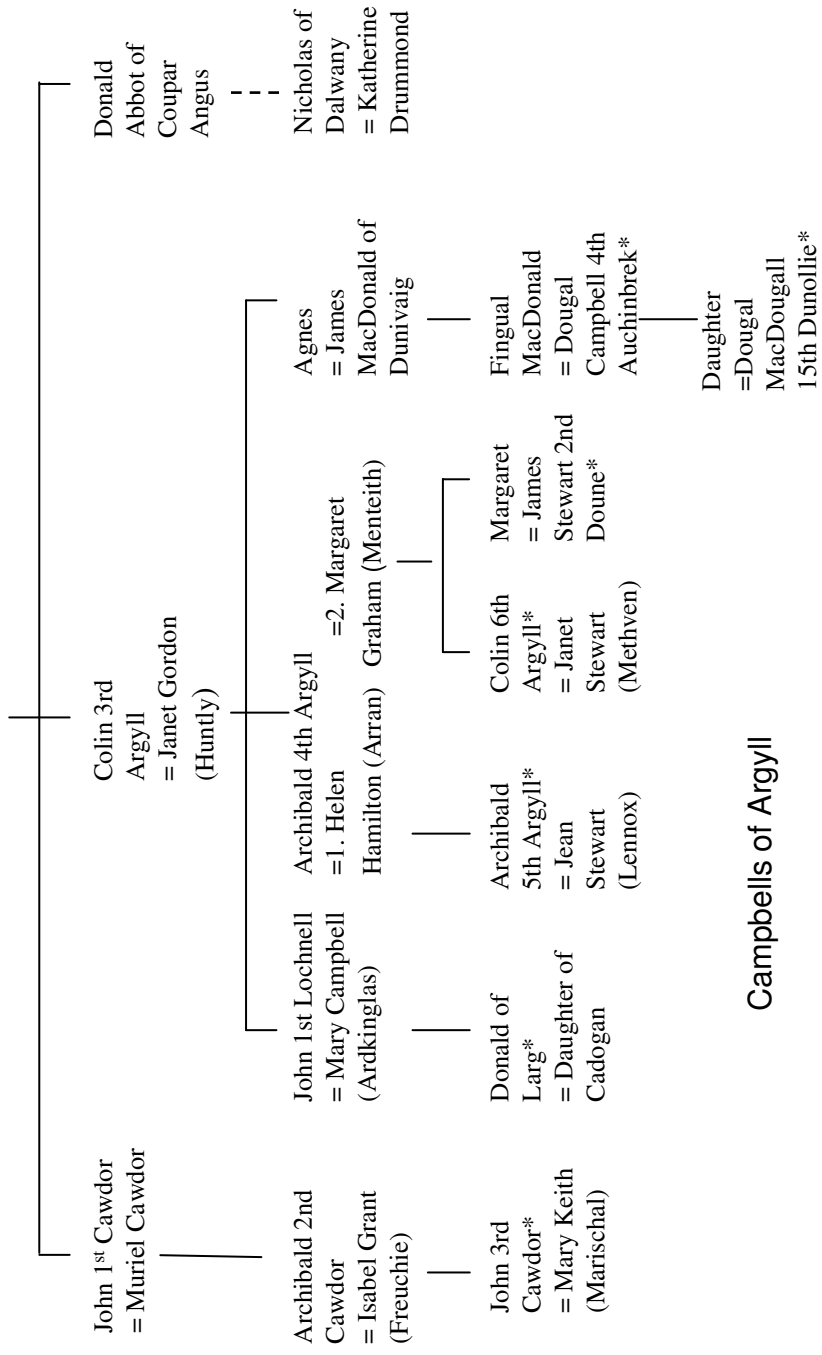 John 1st Cawdor
= Muriel Cawdor
Colin 3rd
Argyll
= Janet Gordon
(Huntly)
Donald
Abbot of
Coupar
Angus
Archibald 2nd
Cawdor
= Isabel Grant
(Freuchie)
John 1st Lochnell
= Mary Campbell
(Ardkinglas)
Archibald 4th Argyll
=1. Helen
Hamilton (Arran)
=2. Margaret
Graham (Menteith)
Agnes
= James
MacDonald of
Dunivaig
Nicholas of
Dalwany
= Katherine
Drummond
John 3rd
Cawdor*
= Mary Keith
(Marischal)
Donald of
Larg*
= Daughter of
Cadogan
Archibald
5th Argyll*
= Jean
Stewart
(Lennox)
Colin 6th
Argyll*
= Janet
Stewart
(Methven)
Margaret
= James
Stewart 2nd
Doune*
Fingual
MacDonald
= Dougal
Campbell 4th
Auchinbrek*
Daughter
=Dougal
MacDougall
15th Dunollie*
Campbells of Argyll